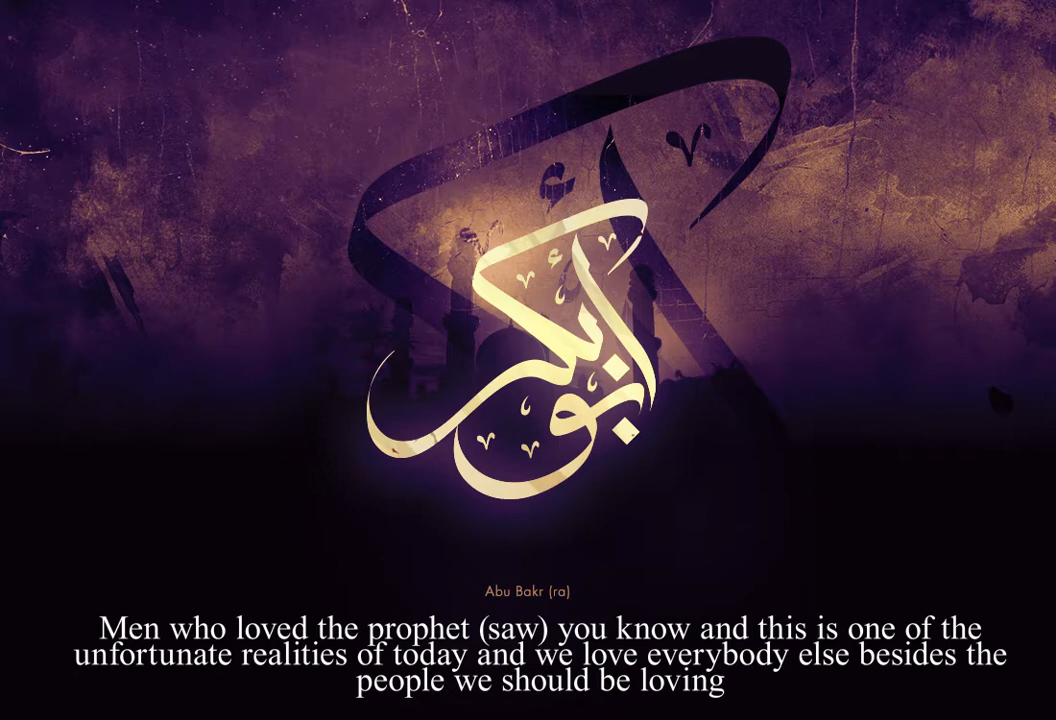 أبو بكر
Abu Bakr (ra)
Men who loved the prophet (saw) you know and this is one of the
unfortunate realities of today and we love everybody else besides the
people we should be loving